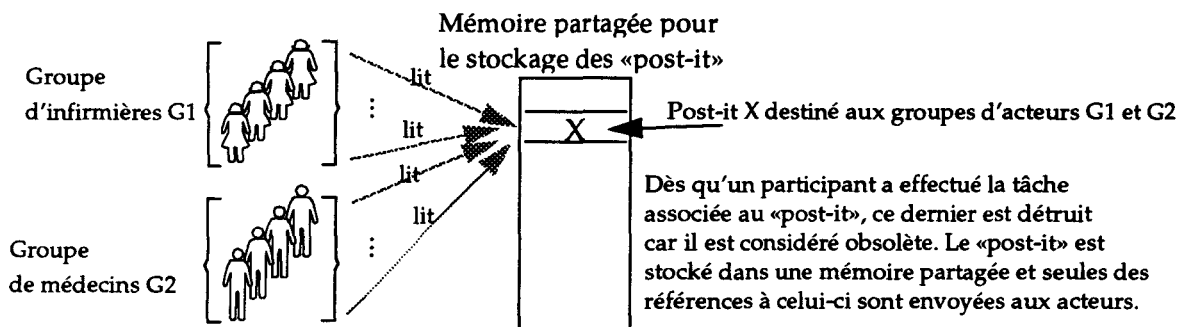 Mémoire partagée pour
le stockage des «post-it»
Groupe
d'infirmières G1
lit
lit
lit
lit
X
Post-it X destiné aux groupes d'acteurs G1 et G2
Groupe
de médecins G2
Dès qu'un participant a effectué la tâche
associée au «post-it», ce dernier est détruit
car il est considéré obsolète. Le «post-it» est
stocké dans une mémoire partagée et seules des
références à celui-ci sont envoyées aux acteurs.